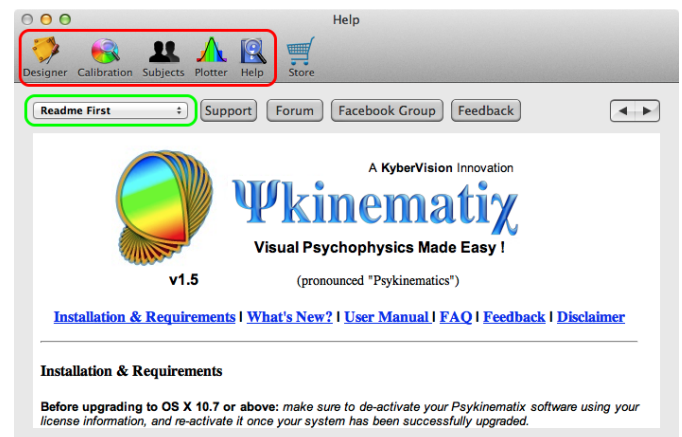 Help
Designer Calibration Subjects Plotter Help Store
Readme First Support Forum Facebook Group Feedback
A KyberVision Innovation
Ψkinematiχ
Visual Psychophysics Made Easy !
v1.5 (pronounced "Psykinematics")
Installation & Requirements I What's New? I User Manual I FAQ I Feedback I Disclaimer
Installation & Requirements
Before upgrading to OS X 10.7 or above: make sure to de-activate your Psykinematix software using your
license information, and re-activate it once your system has been successfully upgraded.